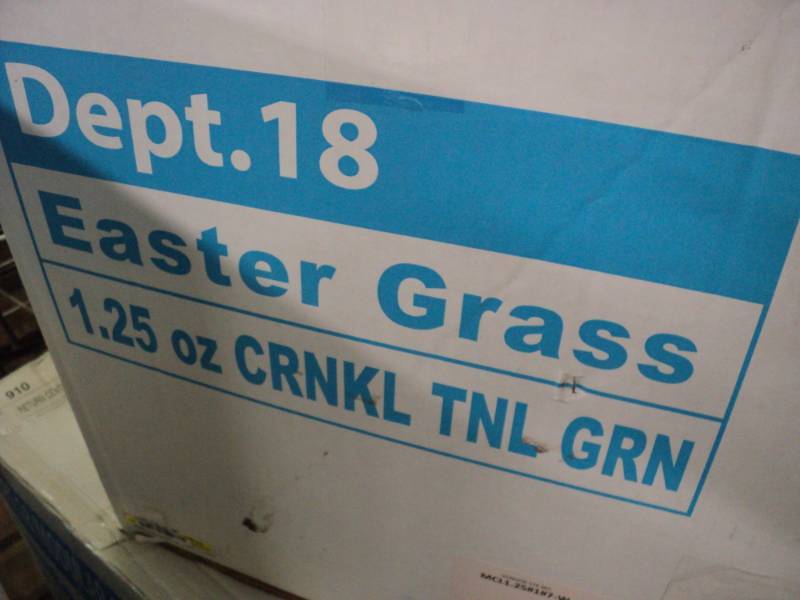 Dept.18
Easter Grass
1.25 oz CRNKL TNL GRN
910